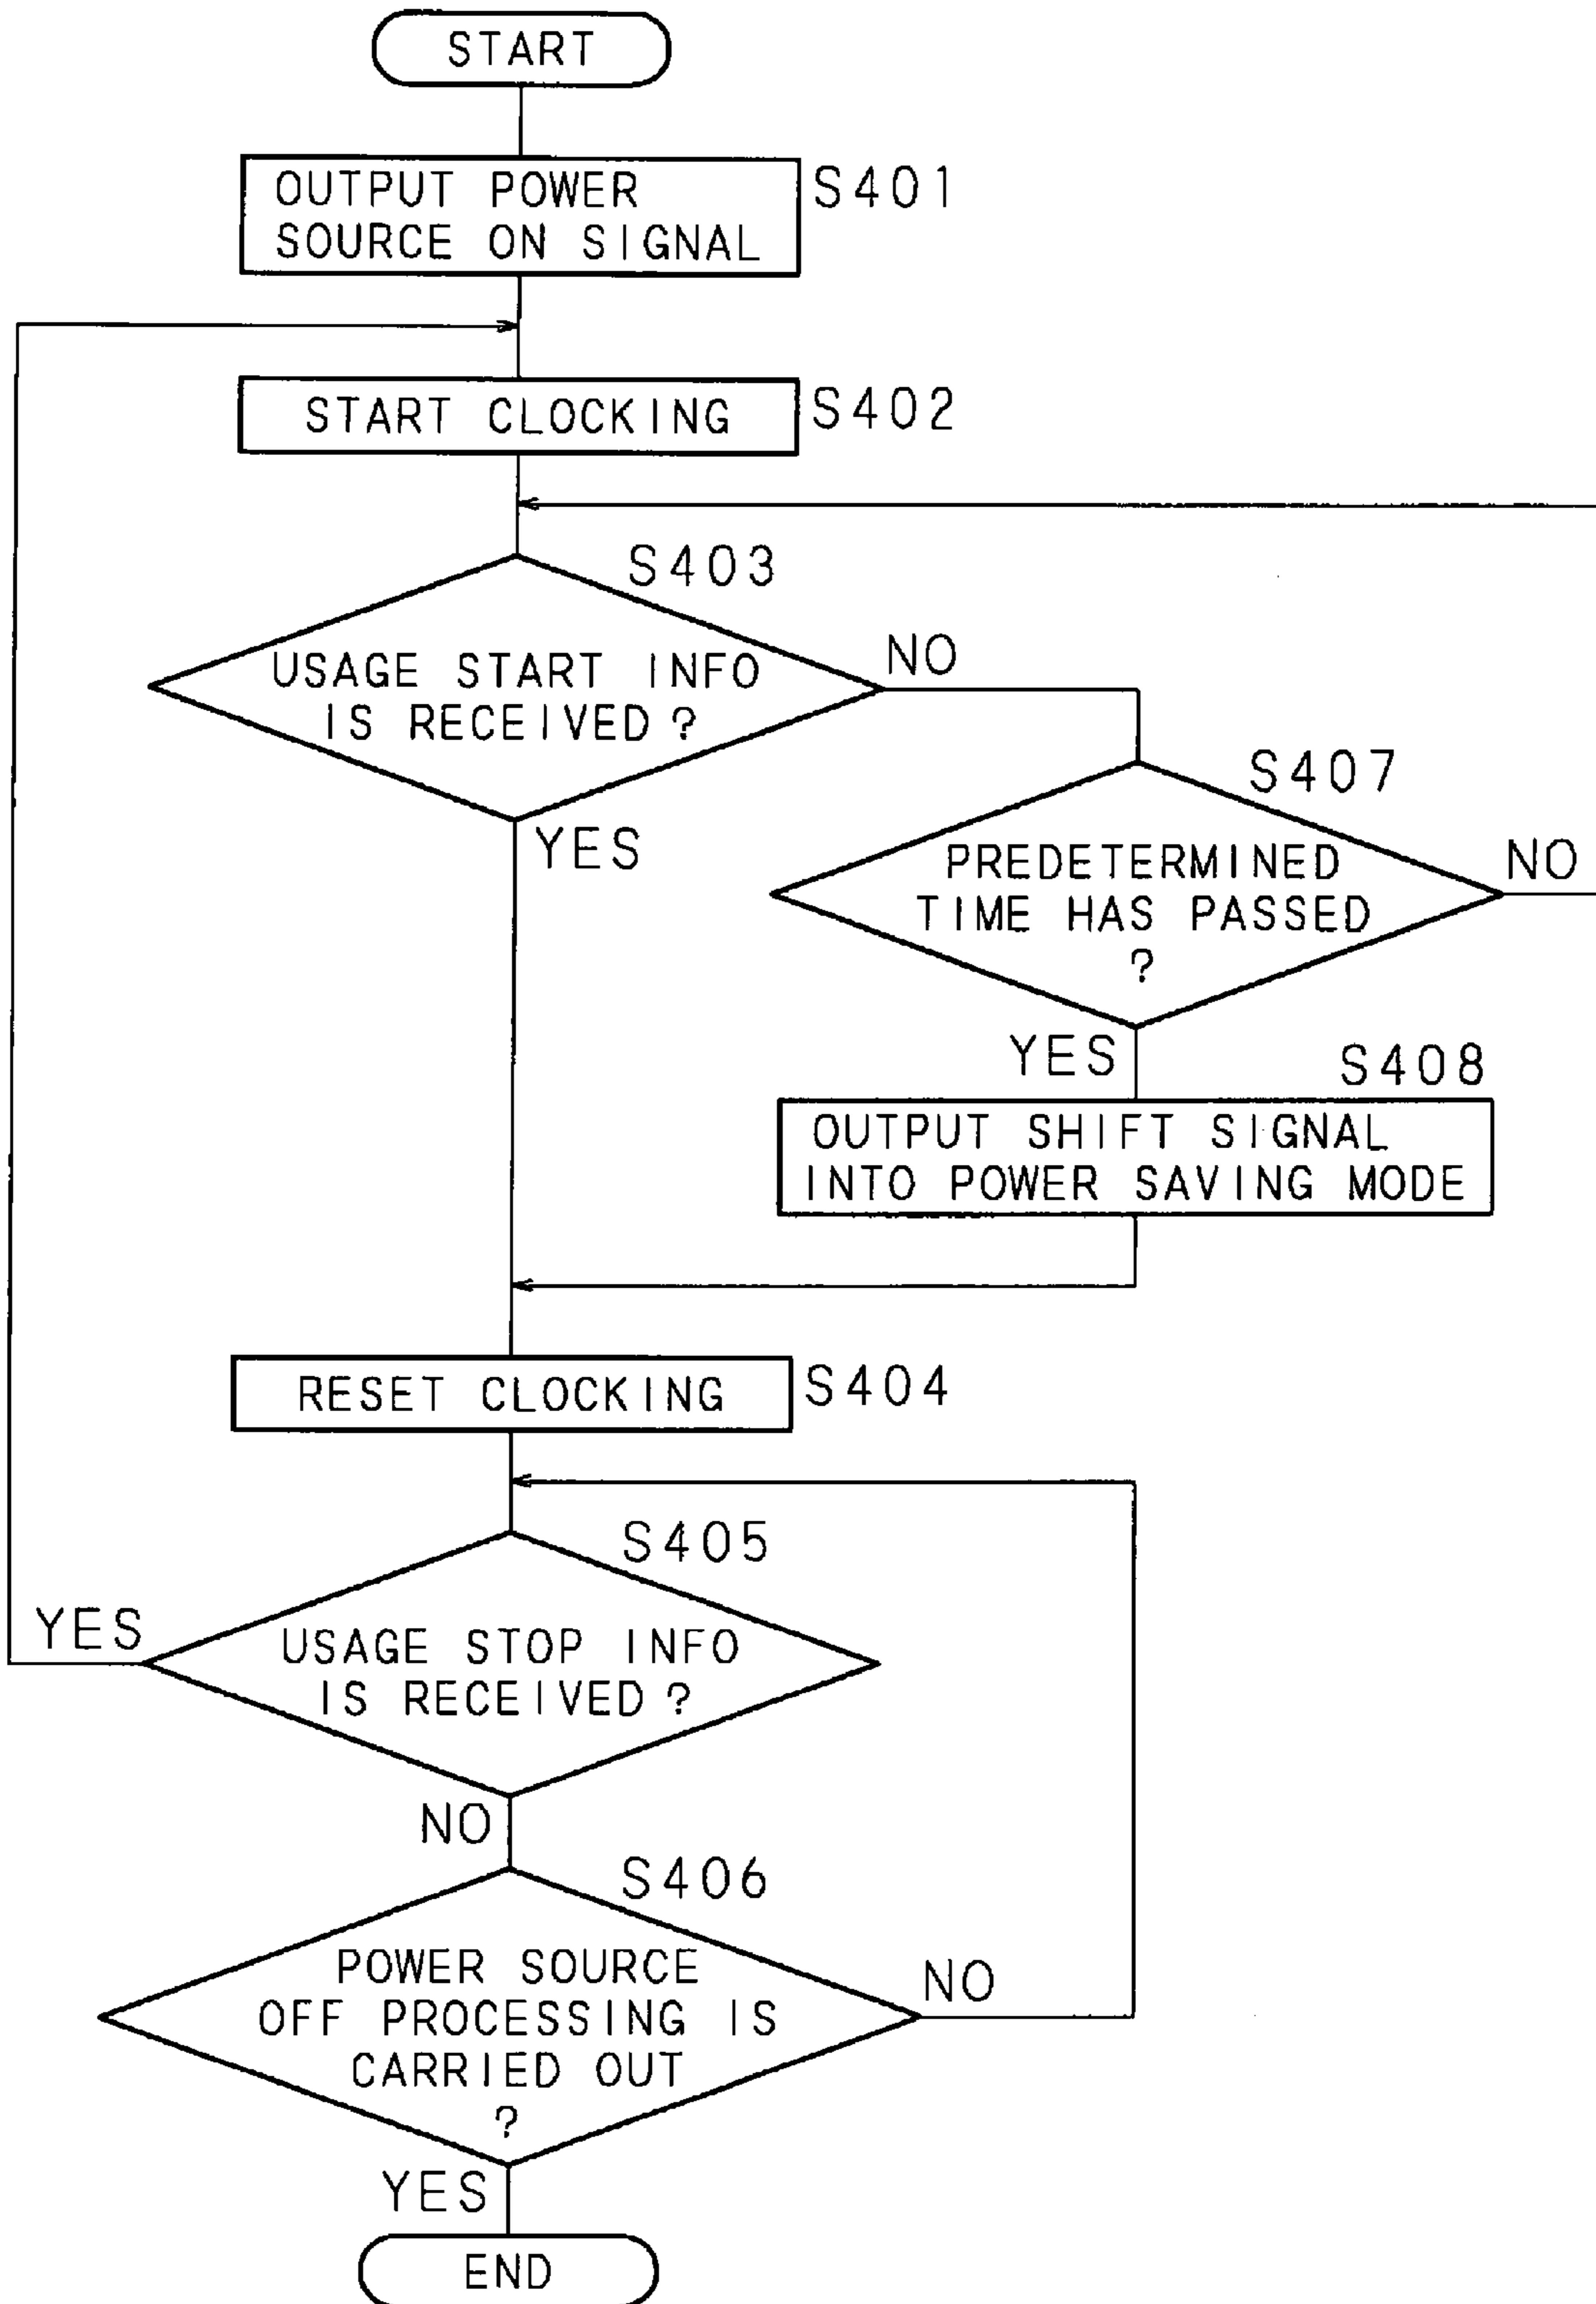 START
OUTPUT POWER
SOURCE ON SIGNAL
S401
START CLOCKING
S402
S403
USAGE START INFO
IS RECEIVED?
NO
YES
S407
PREDETERMINED
TIME HAS PASSED
?
NO
YES
S408
OUTPUT SHIFT SIGNAL
INTO POWER SAVING MODE
RESET CLOCKING
S404
S405
USAGE STOP INFO
IS RECEIVED?
YES
NO
S406
POWER SOURCE
OFF PROCESSING IS
CARRIED OUT
?
NO
YES
END